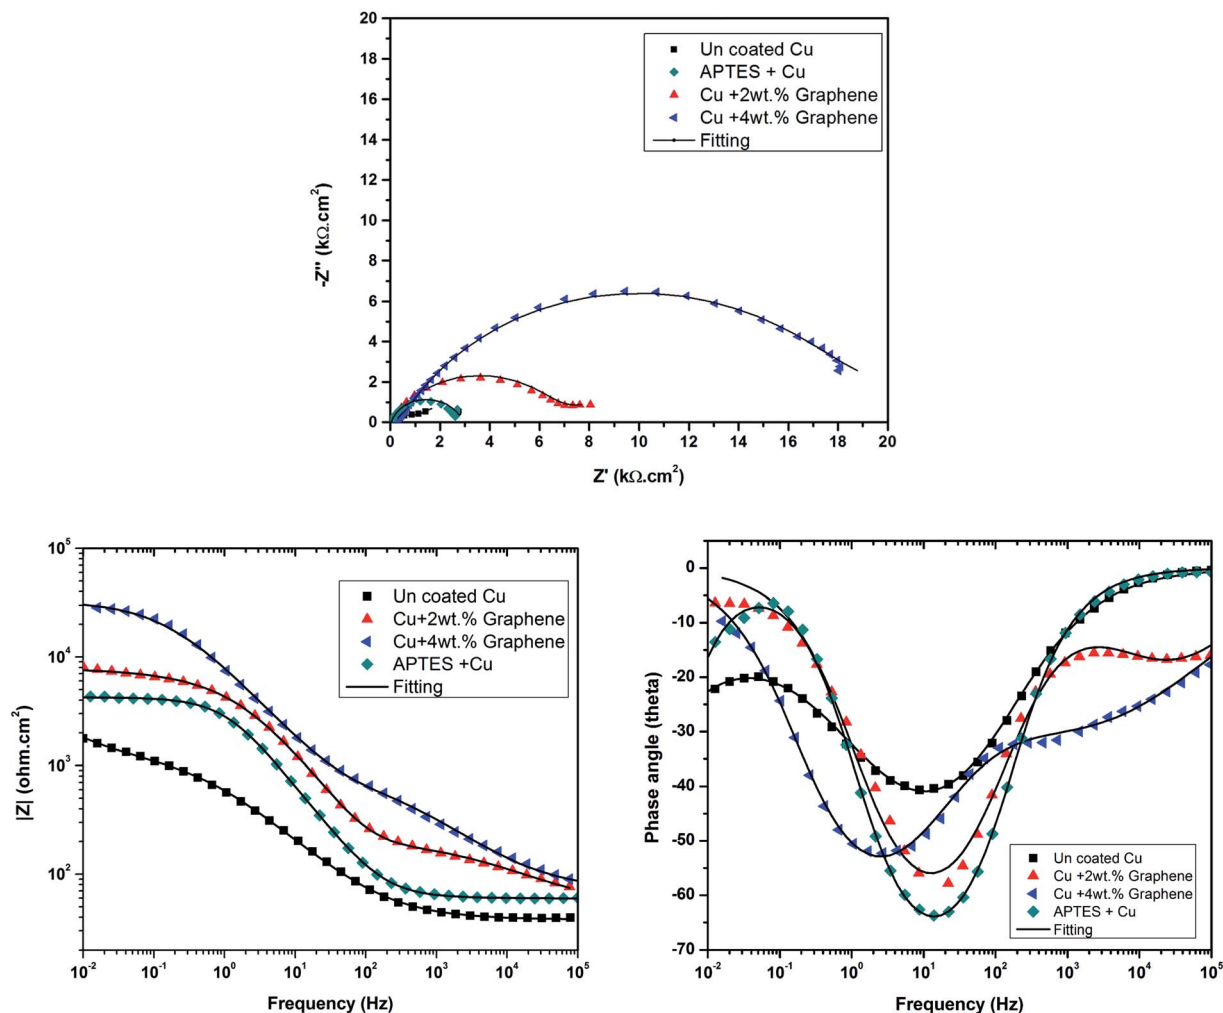 20
18
16
14
12
10
8
6
4
2
0
-Z'' (kΩ.cm²)
Un coated Cu
APTES + Cu
Cu +2wt.% Graphene
Cu +4wt.% Graphene
Fitting
0 2 4 6 8 10 12 14 16 18 20
Z' (kΩ.cm²)
10⁵
10⁴
10³
10²
|Z| (ohm.cm²)
Un coated Cu
Cu+2wt.% Graphene
Cu+4wt.% Graphene
APTES +Cu
Fitting
10⁻² 10⁻¹ 10⁰ 10¹ 10² 10³ 10⁴ 10⁵
Frequency (Hz)
0
-10
-20
-30
-40
-50
-60
-70
Phase angle (theta)
Un coated Cu
Cu +2wt.% Graphene
Cu +4wt.% Graphene
APTES + Cu
Fitting
10⁻² 10⁻¹ 10⁰ 10¹ 10² 10³ 10⁴ 10⁵
Frequency (Hz)